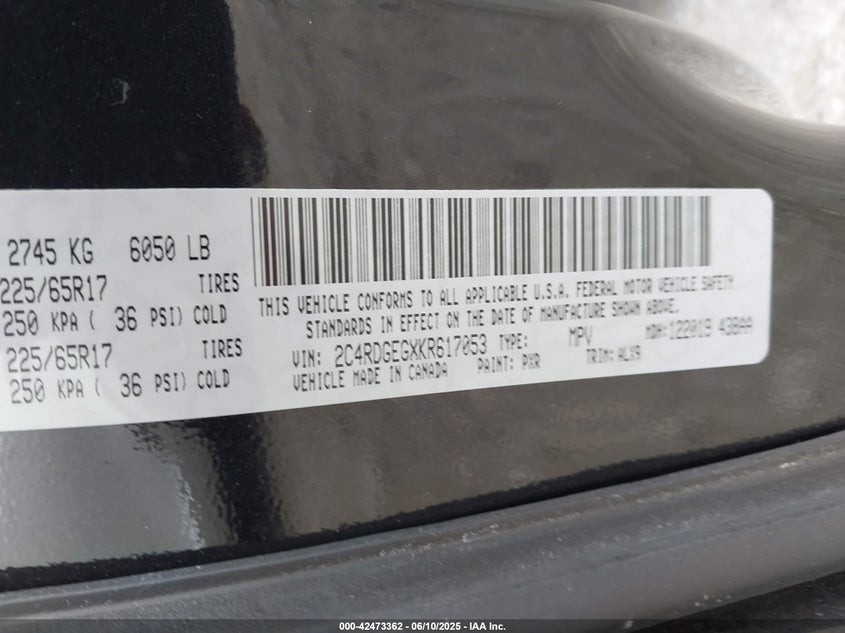 2745 KG 6050 LB
225/65R17 TIRES
250 KPA ( 36 PSI) COLD
225/65R17 TIRES
250 KPA ( 36 PSI) COLD
THIS VEHICLE CONFORMS TO ALL APPLICABLE U.S.A. FEDERAL MOTOR VEHICLE SAFETY
STANDARDS IN EFFECT ON THE DATE OF MANUFACTURE SHOWN ABOVE.
VIN: 2C4RDGEGXKR617053 TYPE: MPV MDH:122019 43BAA
VEHICLE MADE IN CANADA PAINT: PXR TRIM:ALX9
000-42473362 - 06/10/2025 - IAA Inc.